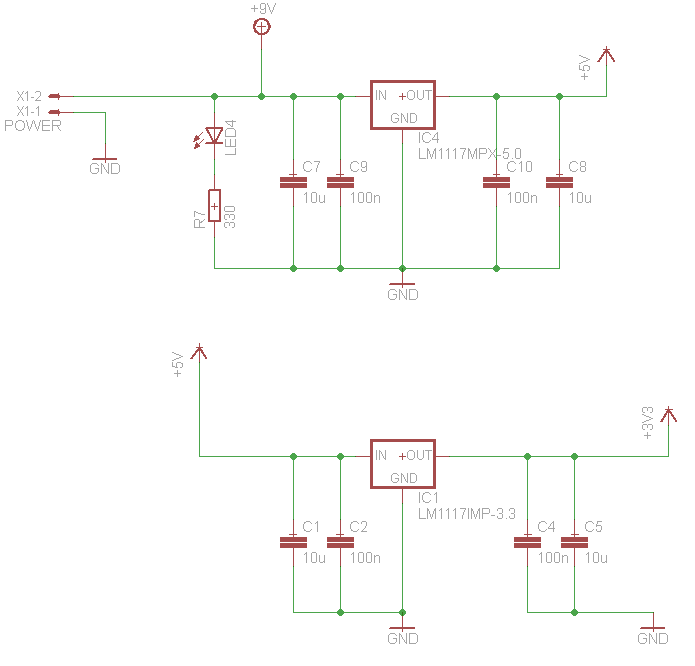 +9V
X1-2
X1-1
POWER
GND
LED4
R7
330
C7
10u
C9
100n
IN
+OUT
GND
IC4
LM1117MPX-5.0
C10
100n
C8
10u
+5V
GND
+5V
C1
10u
C2
100n
IN
+OUT
GND
IC1
LM1117IMP-3.3
C4
100n
C5
10u
+3V3
GND
GND